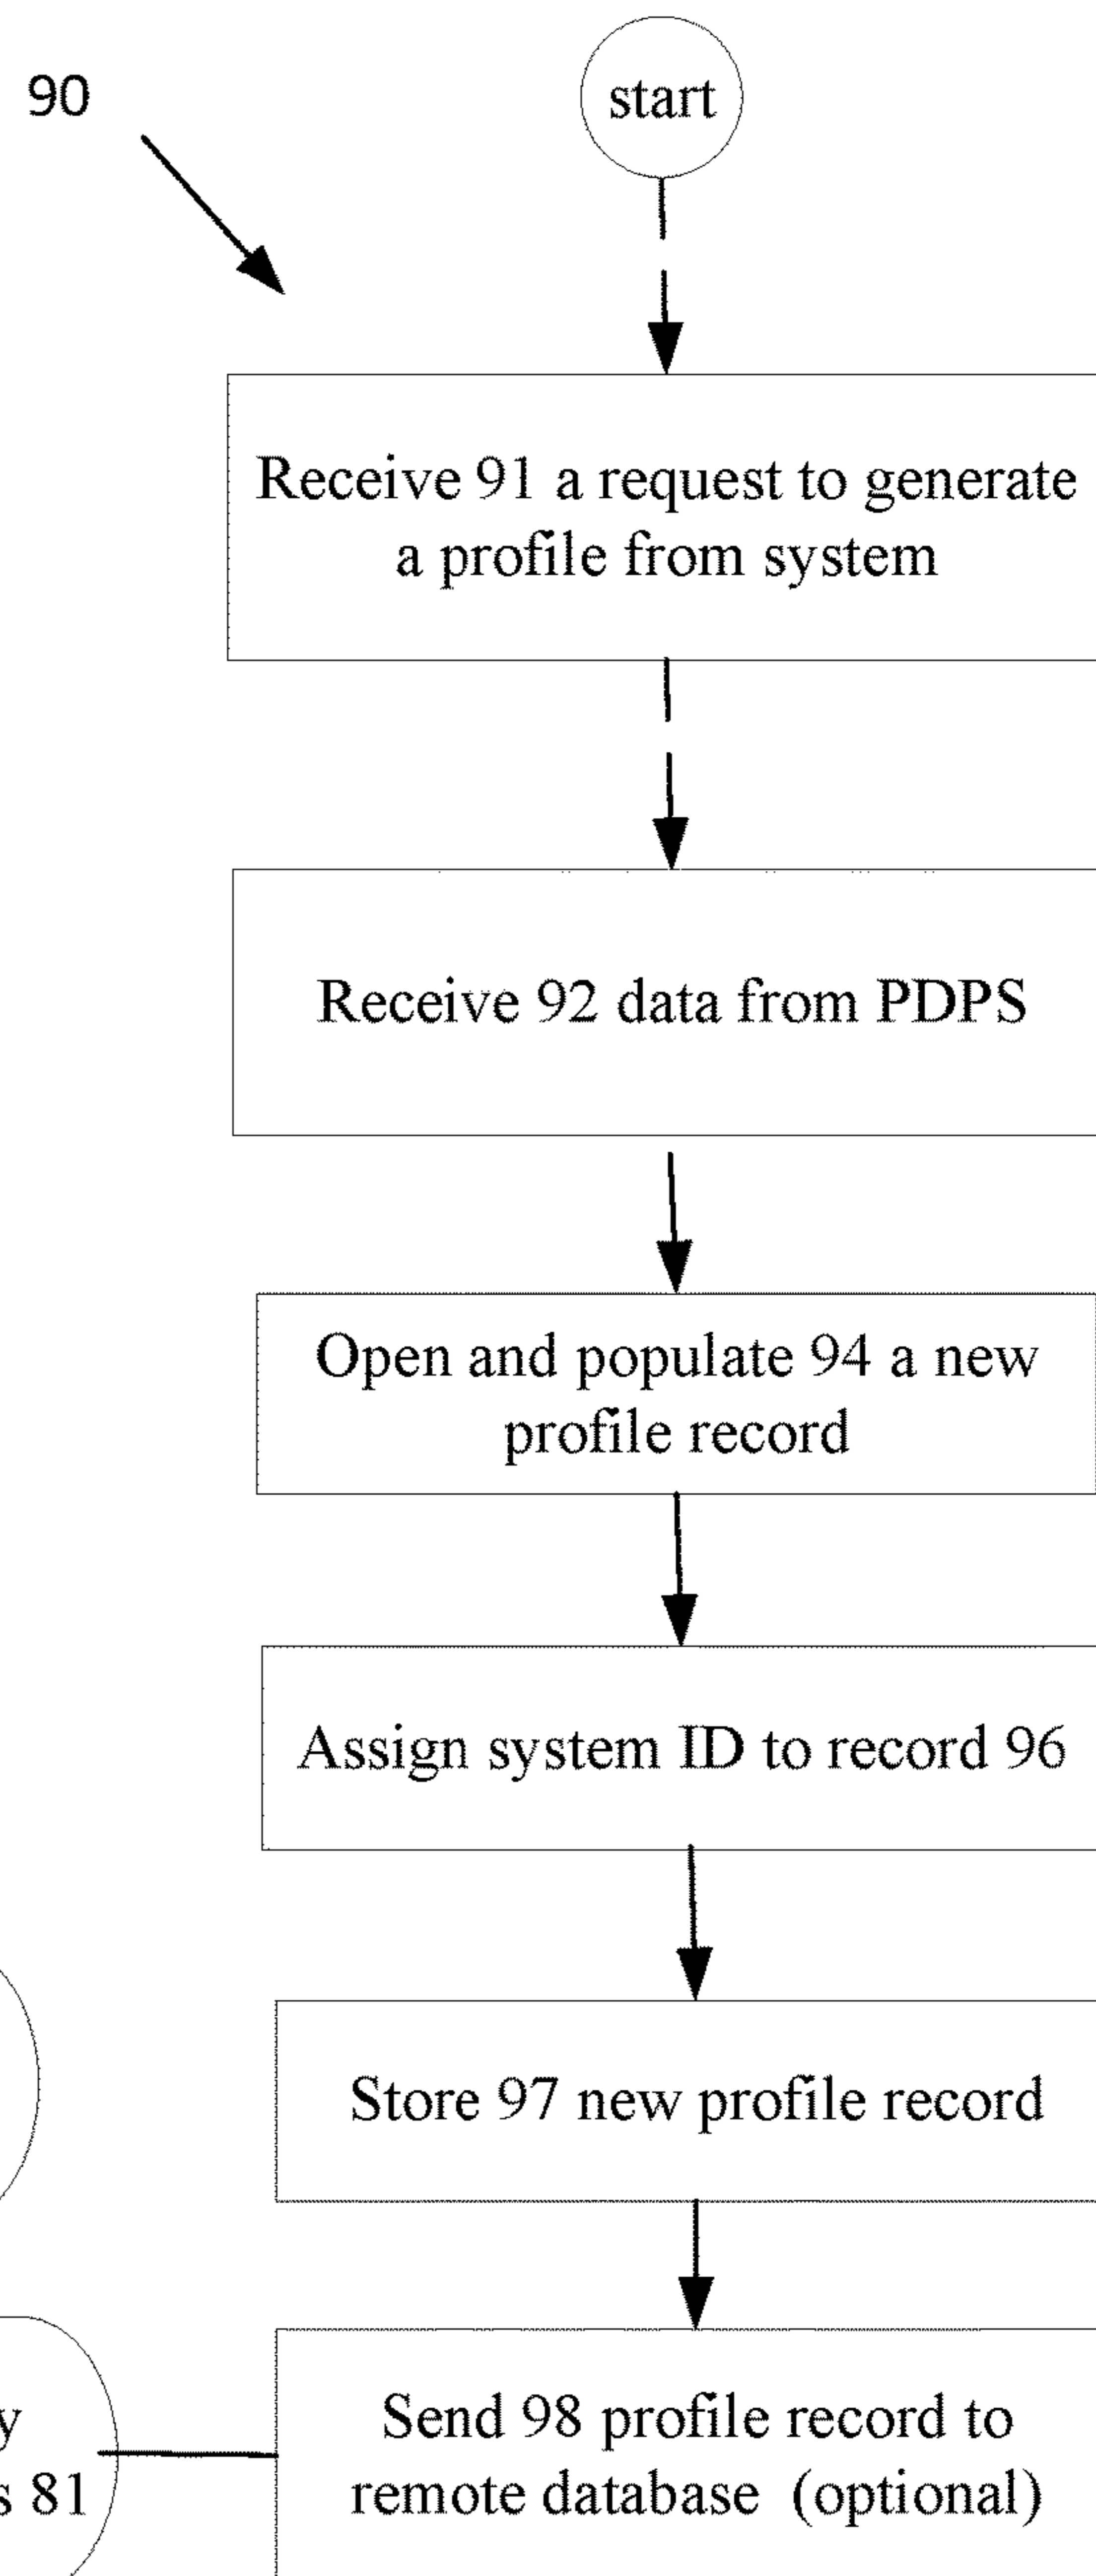 90
start
Receive 91 a request to generate
a profile from system
Receive 92 data from PDPS
Open and populate 94 a new
profile record
Assign system ID to record 96
Store 97 new profile record
Send 98 profile record to
remote database (optional)
81